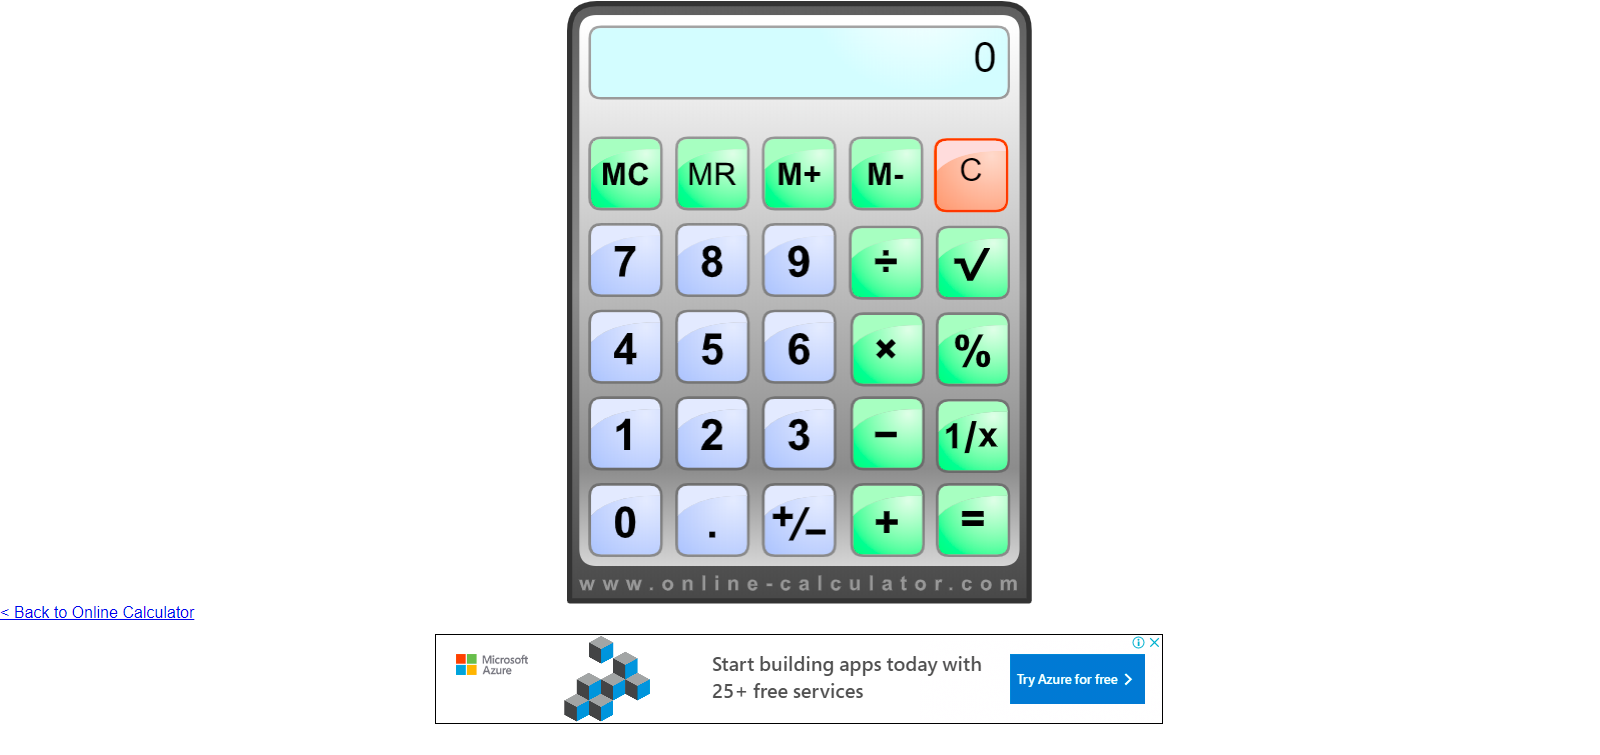 0
MC MR M+ M- C
7 8 9 ÷ √
4 5 6 × %
1 2 3 − 1/x
0 . +/− + =
www.online-calculator.com
< Back to Online Calculator
Microsoft
Azure
Start building apps today with
25+ free services
Try Azure for free >